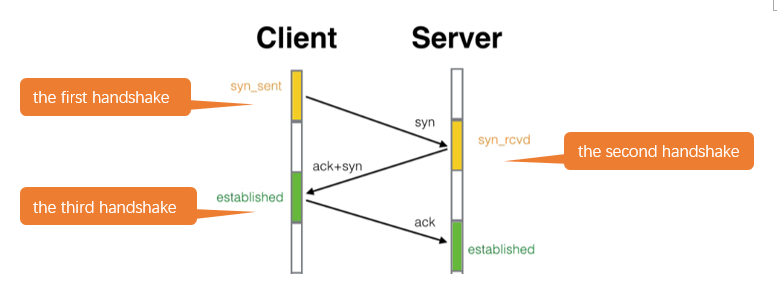 Client
Server
syn_sent
the first handshake
syn
syn_rcvd
the second handshake
ack+syn
established
the third handshake
ack
established